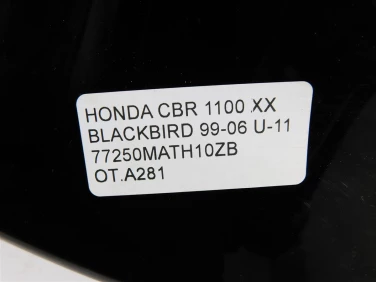 HONDA CBR 1100 XX
BLACKBIRD 99-06 U-11
77250MATH10ZB
OT.A281